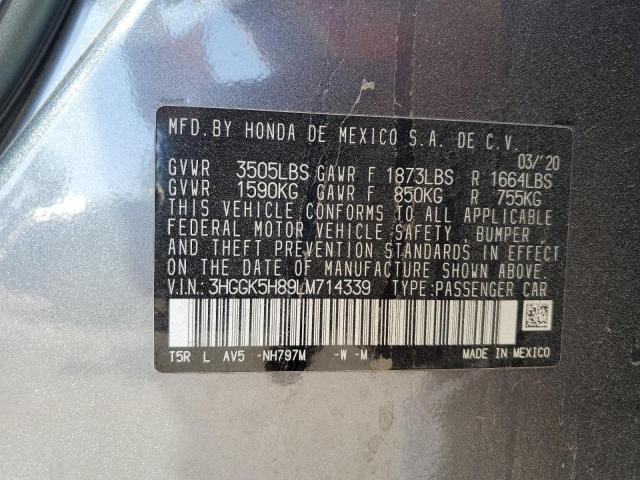 MFD.BY HONDA DE MEXICO S.A. DE C.V.
03/'20
GVWR 3505LBS GAWR F 1873LBS R 1664LBS
GVWR 1590KG GAWR F 850KG R 755KG
THIS VEHICLE CONFORMS TO ALL APPLICABLE
FEDERAL MOTOR VEHICLE SAFETY, BUMPER,
AND THEFT PREVENTION STANDARDS IN EFFECT
ON THE DATE OF MANUFACTURE SHOWN ABOVE.
V.I.N.: 3HGGK5H89LM714339 TYPE:PASSENGER CAR
T5R L AV5 -NH797M -W -M MADE IN MEXICO